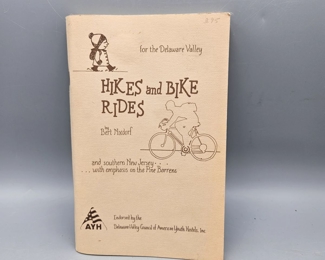 for the Delaware Valley
HIKES and BIKE
RIDES
Bert Nosdorf
and southern New Jersey . . . .
. . . with emphasis on the Pine Barrens
AYH
Endorsed by the
Delaware Valley Council of American Youth Hostels, Inc.